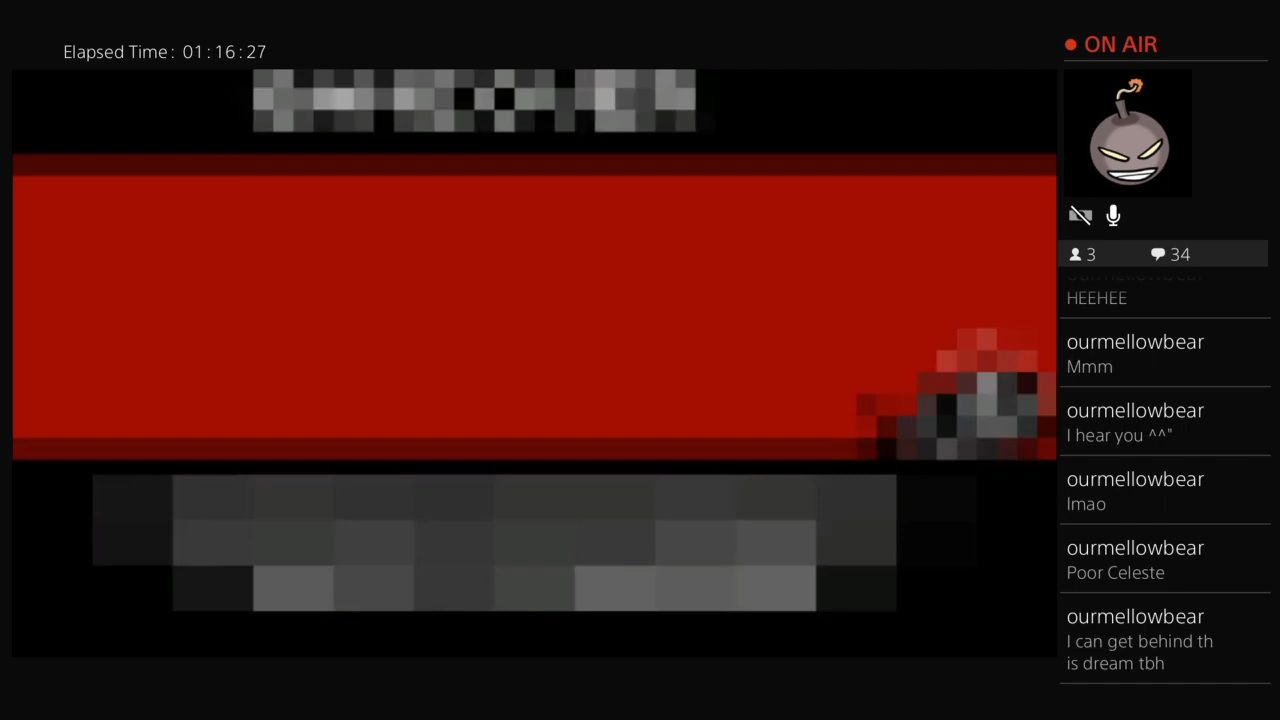 Elapsed Time: 01:16:27
ON AIR
3
34
HEEHEE
ourmellowbear
Mmm
ourmellowbear
I hear you ^^"
ourmellowbear
lmao
ourmellowbear
Poor Celeste
ourmellowbear
I can get behind th
is dream tbh